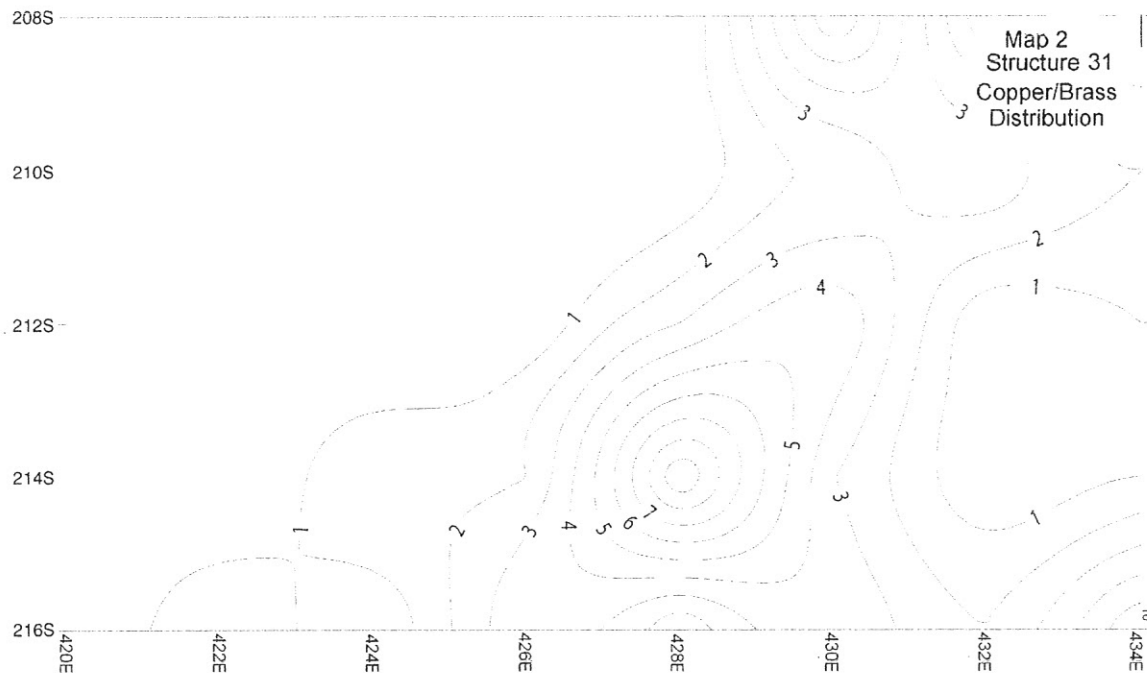 208S
Map 2
Structure 31
Copper/Brass
Distribution
3
3
210S
2
2
3
4
1
1
212S
5
214S
3
7
6
5
4
3
2
1
1
216S
420E
422E
424E
426E
428E
430E
432E
434E